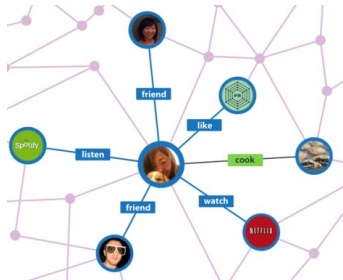 friend
like
Spotify
listen
cook
friend
watch
NETFLIX